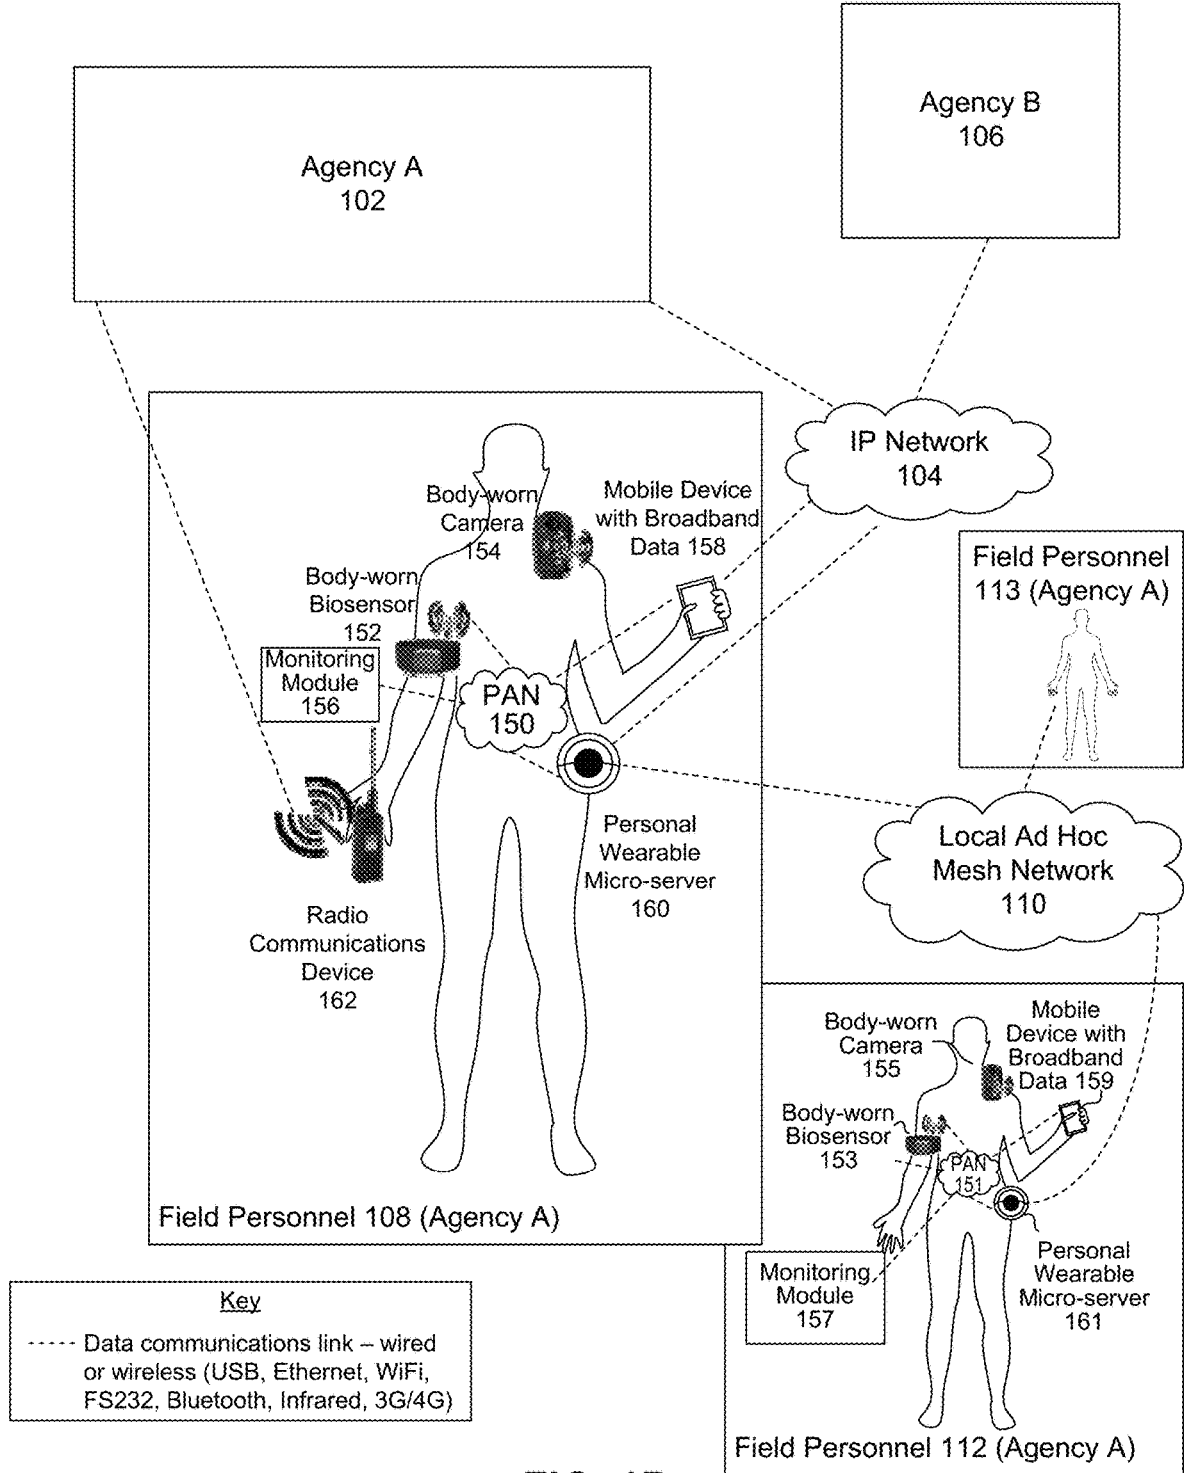 Agency B
106
Agency A
102
IP Network
104
Body-worn
Camera
154
Mobile Device
with Broadband
Data 158
Body-worn
Biosensor
152
Monitoring
Module
156
PAN
150
Personal
Wearable
Micro-server
160
Radio
Communications
Device
162
Field Personnel 108 (Agency A)
Field Personnel
113 (Agency A)
Local Ad Hoc
Mesh Network
110
Body-worn
Camera
155
Mobile
Device with
Broadband
Data 159
Body-worn
Biosensor
153
PAN
151
Monitoring
Module
157
Personal
Wearable
Micro-server
161
Field Personnel 112 (Agency A)
Key
Data communications link – wired
or wireless (USB, Ethernet, WiFi,
FS232, Bluetooth, Infrared, 3G/4G)